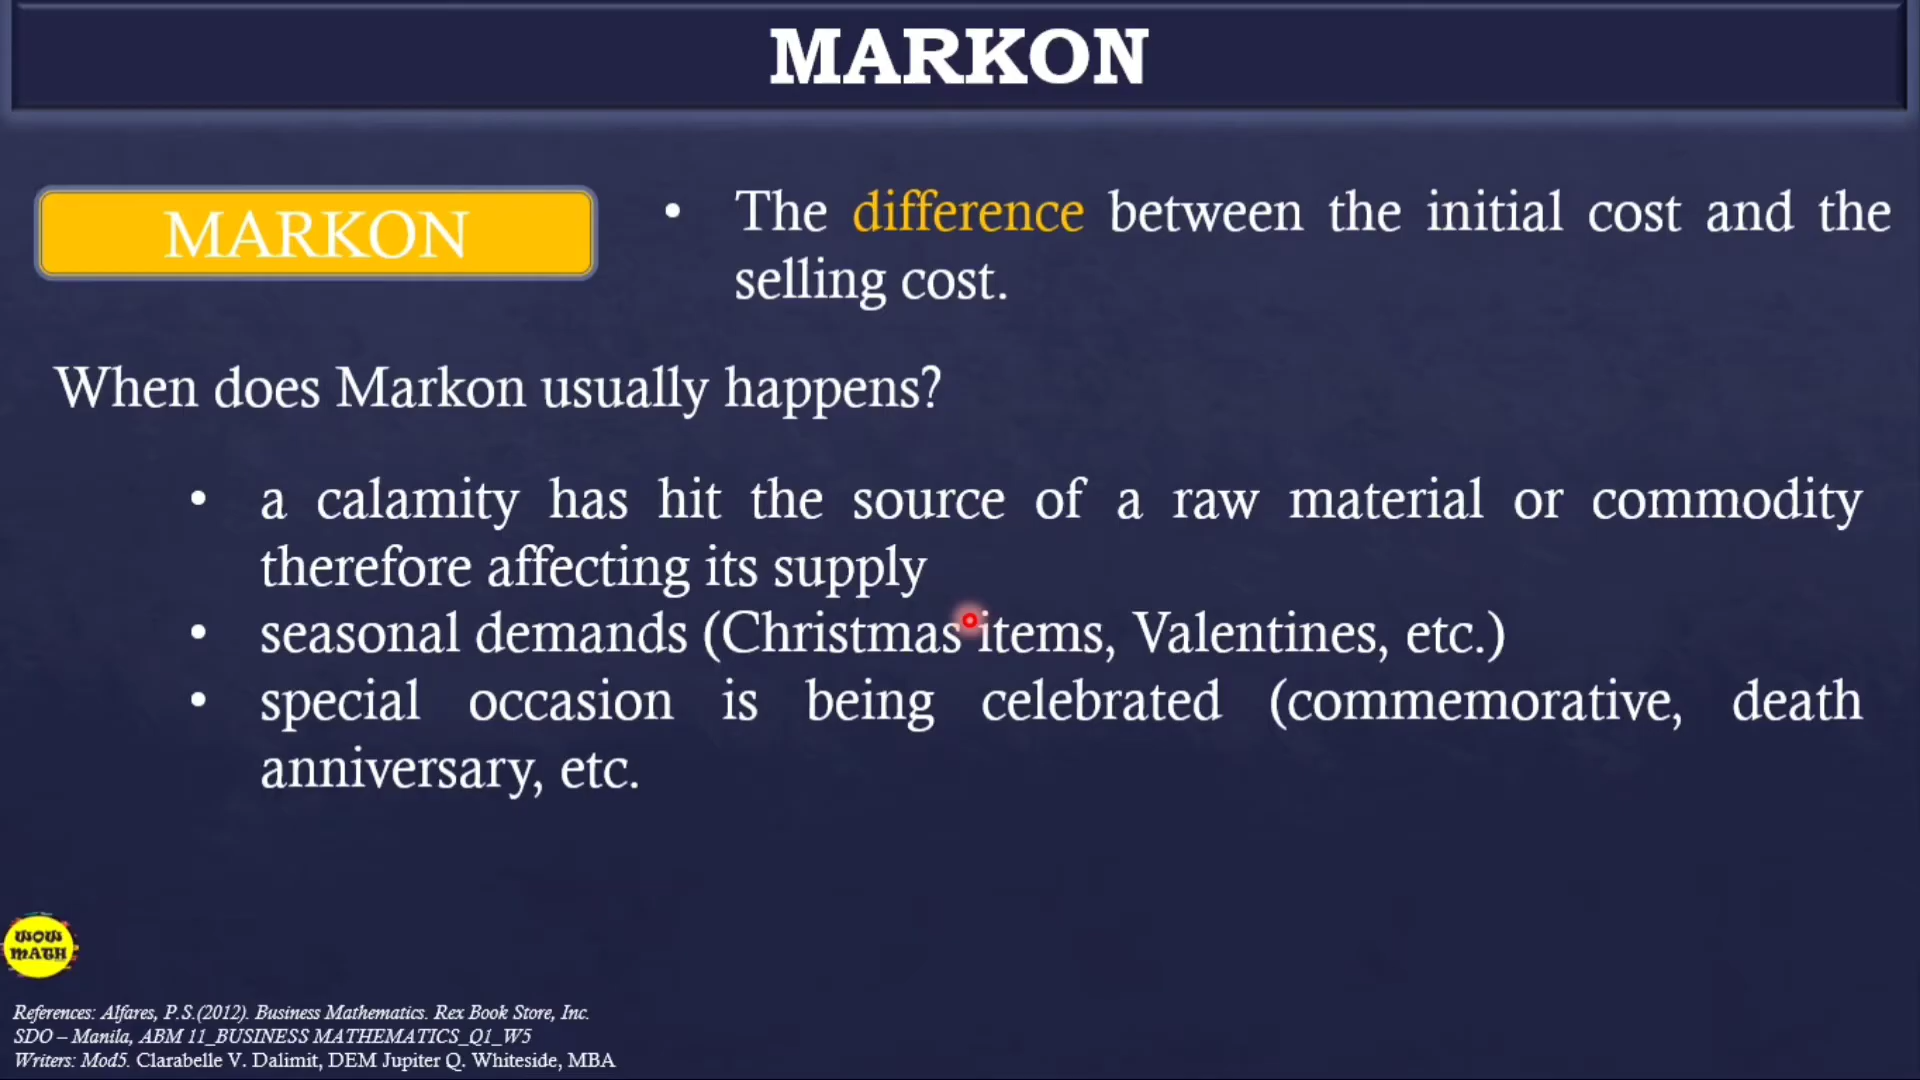 MARKON
MARKON
• The difference between the initial cost and the
selling cost.
When does Markon usually happens?
• a calamity has hit the source of a raw material or commodity
therefore affecting its supply
• seasonal demands (Christmas items, Valentines, etc.)
• special occasion is being celebrated (commemorative, death
anniversary, etc.
WOW
MATH
References: Alfares, P.S.(2012). Business Mathematics. Rex Book Store, Inc.
SDO – Manila, ABM 11_BUSINESS MATHEMATICS_Q1_W5
Writers: Mod5. Clarabelle V. Dalimit, DEM Jupiter Q. Whiteside, MBA